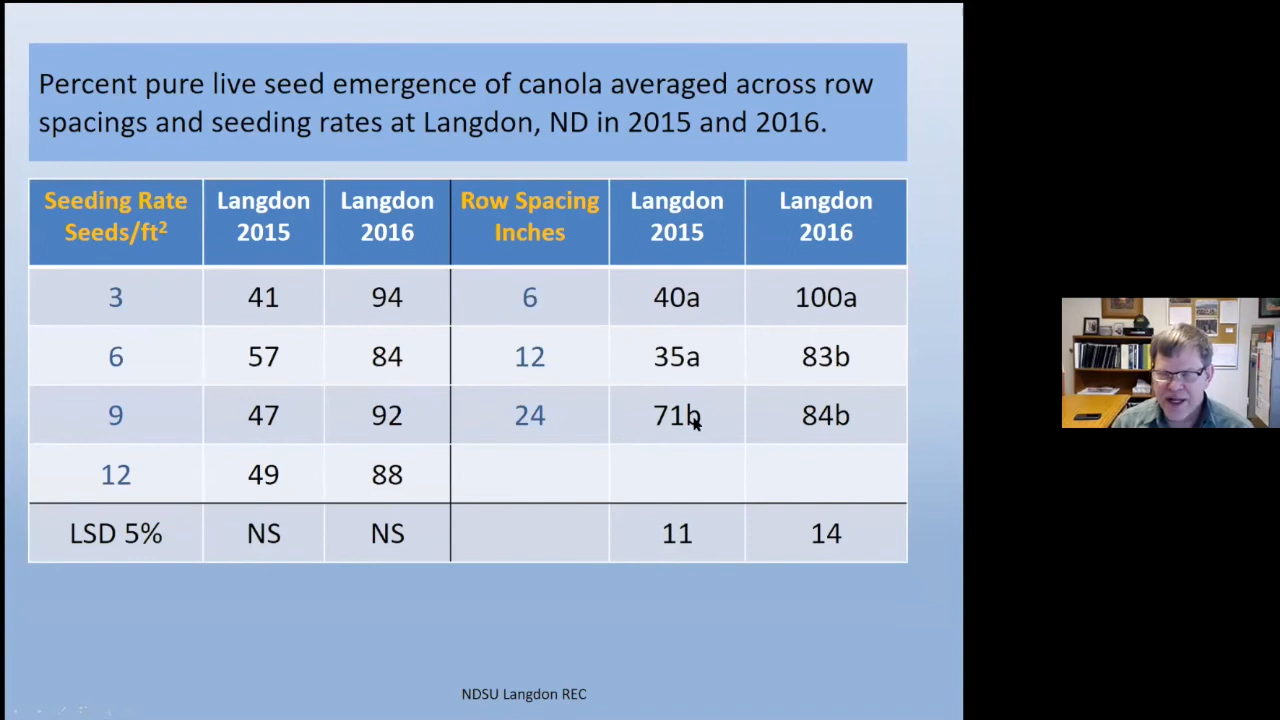 Percent pure live seed emergence of canola averaged across row
spacings and seeding rates at Langdon, ND in 2015 and 2016.
Seeding Rate Seeds/ft² Langdon 2015 Langdon 2016 Row Spacing Inches Langdon 2015 Langdon 2016
3 41 94 6 40a 100a
6 57 84 12 35a 83b
9 47 92 24 71b 84b
12 49 88
LSD 5% NS NS 11 14
NDSU Langdon REC